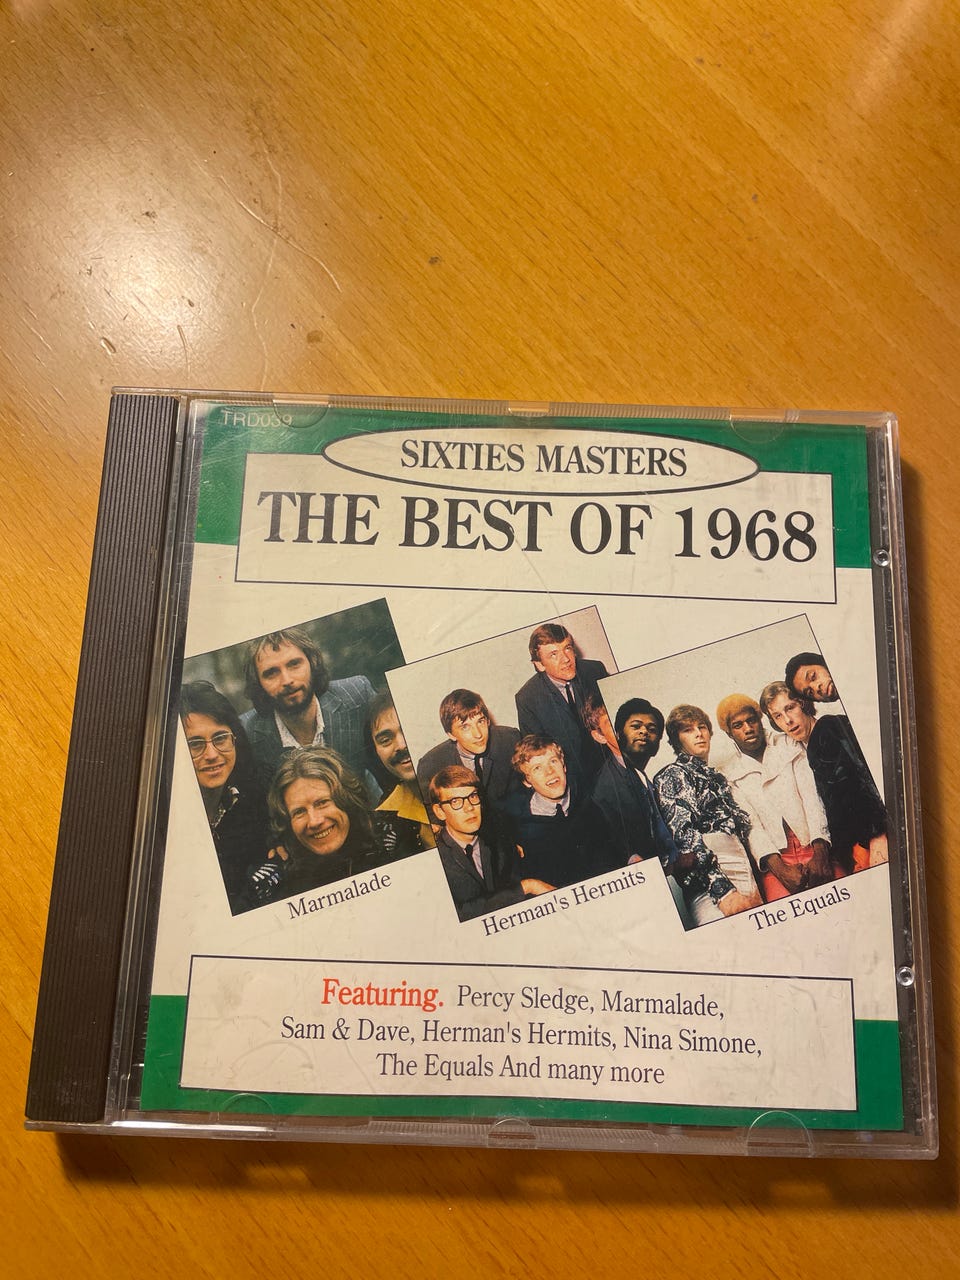 TRD039
SIXTIES MASTERS
THE BEST OF 1968
Marmalade
Herman's Hermits
The Equals
Featuring. Percy Sledge, Marmalade,
Sam & Dave, Herman's Hermits, Nina Simone,
The Equals And many more